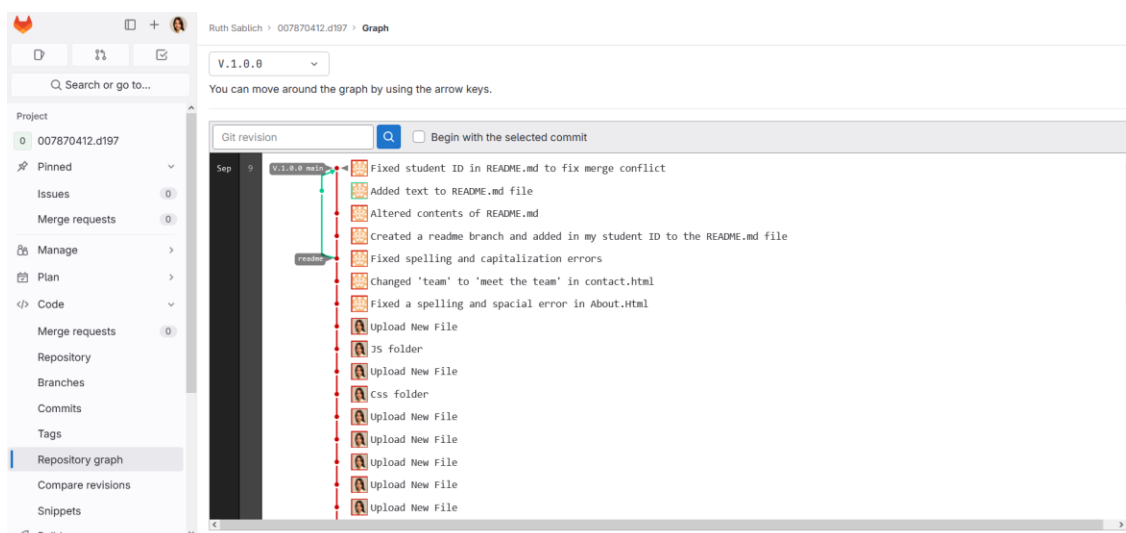 Ruth Sablich > 007870412.d197 > Graph
Search or go to...
V.1.0.0
You can move around the graph by using the arrow keys.
Project
0 007870412.d197
Pinned
Issues 0
Merge requests 0
Manage
Plan
Code
Merge requests 0
Repository
Branches
Commits
Tags
Repository graph
Compare revisions
Snippets
Git revision
Begin with the selected commit
Sep 9 V.1.0.0 main Fixed student ID in README.md to fix merge conflict
Added text to README.md file
Altered contents of README.md
Created a readme branch and added in my student ID to the README.md file
readme Fixed spelling and capitalization errors
Changed 'team' to 'meet the team' in contact.html
Fixed a spelling and spacial error in About.Html
Upload New File
JS folder
Upload New File
Css folder
Upload New File
Upload New File
Upload New File
Upload New File
Upload New File